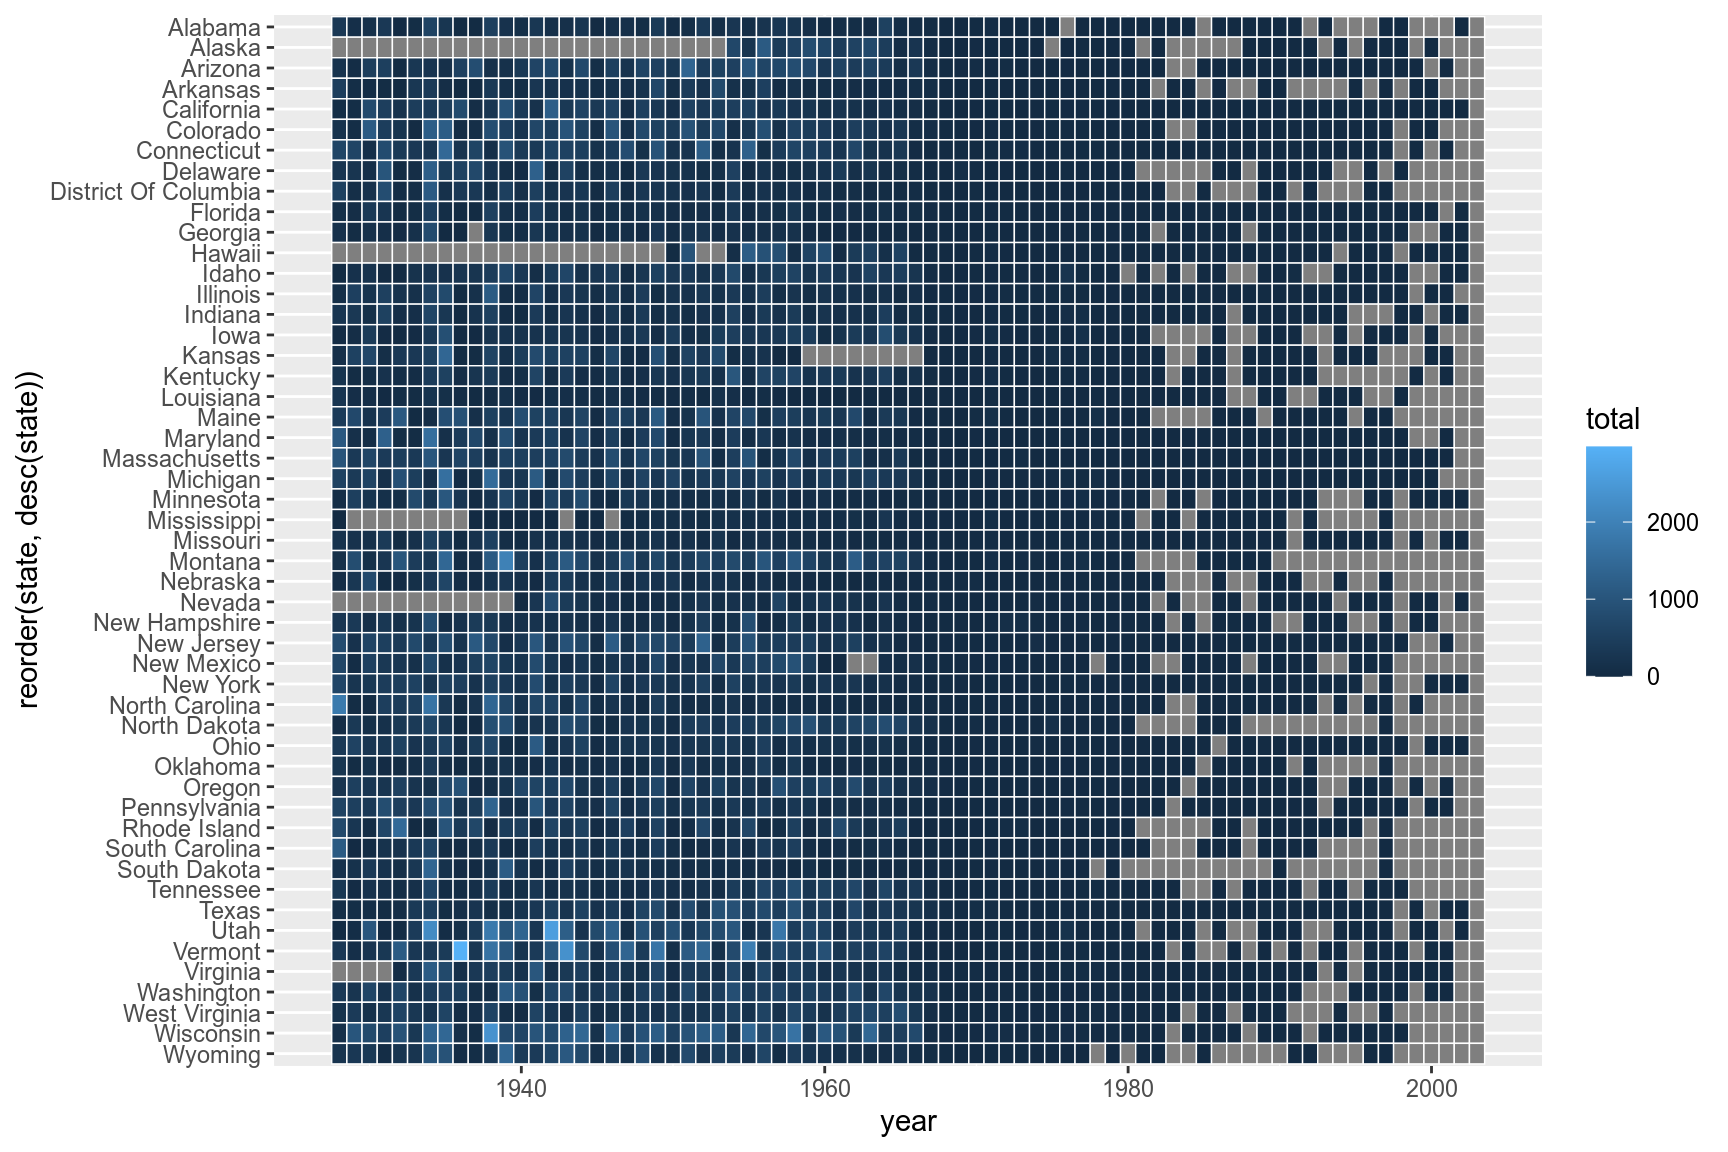 Alabama
Alaska
Arizona
Arkansas
California
Colorado
Connecticut
Delaware
District Of Columbia
Florida
Georgia
Hawaii
Idaho
Illinois
Indiana
Iowa
Kansas
Kentucky
Louisiana
Maine
Maryland
Massachusetts
Michigan
Minnesota
Mississippi
Missouri
Montana
Nebraska
Nevada
New Hampshire
New Jersey
New Mexico
New York
North Carolina
North Dakota
Ohio
Oklahoma
Oregon
Pennsylvania
Rhode Island
South Carolina
South Dakota
Tennessee
Texas
Utah
Vermont
Virginia
Washington
West Virginia
Wisconsin
Wyoming
reorder(state, desc(state))
1940 1960 1980 2000
year
total
2000
1000
0